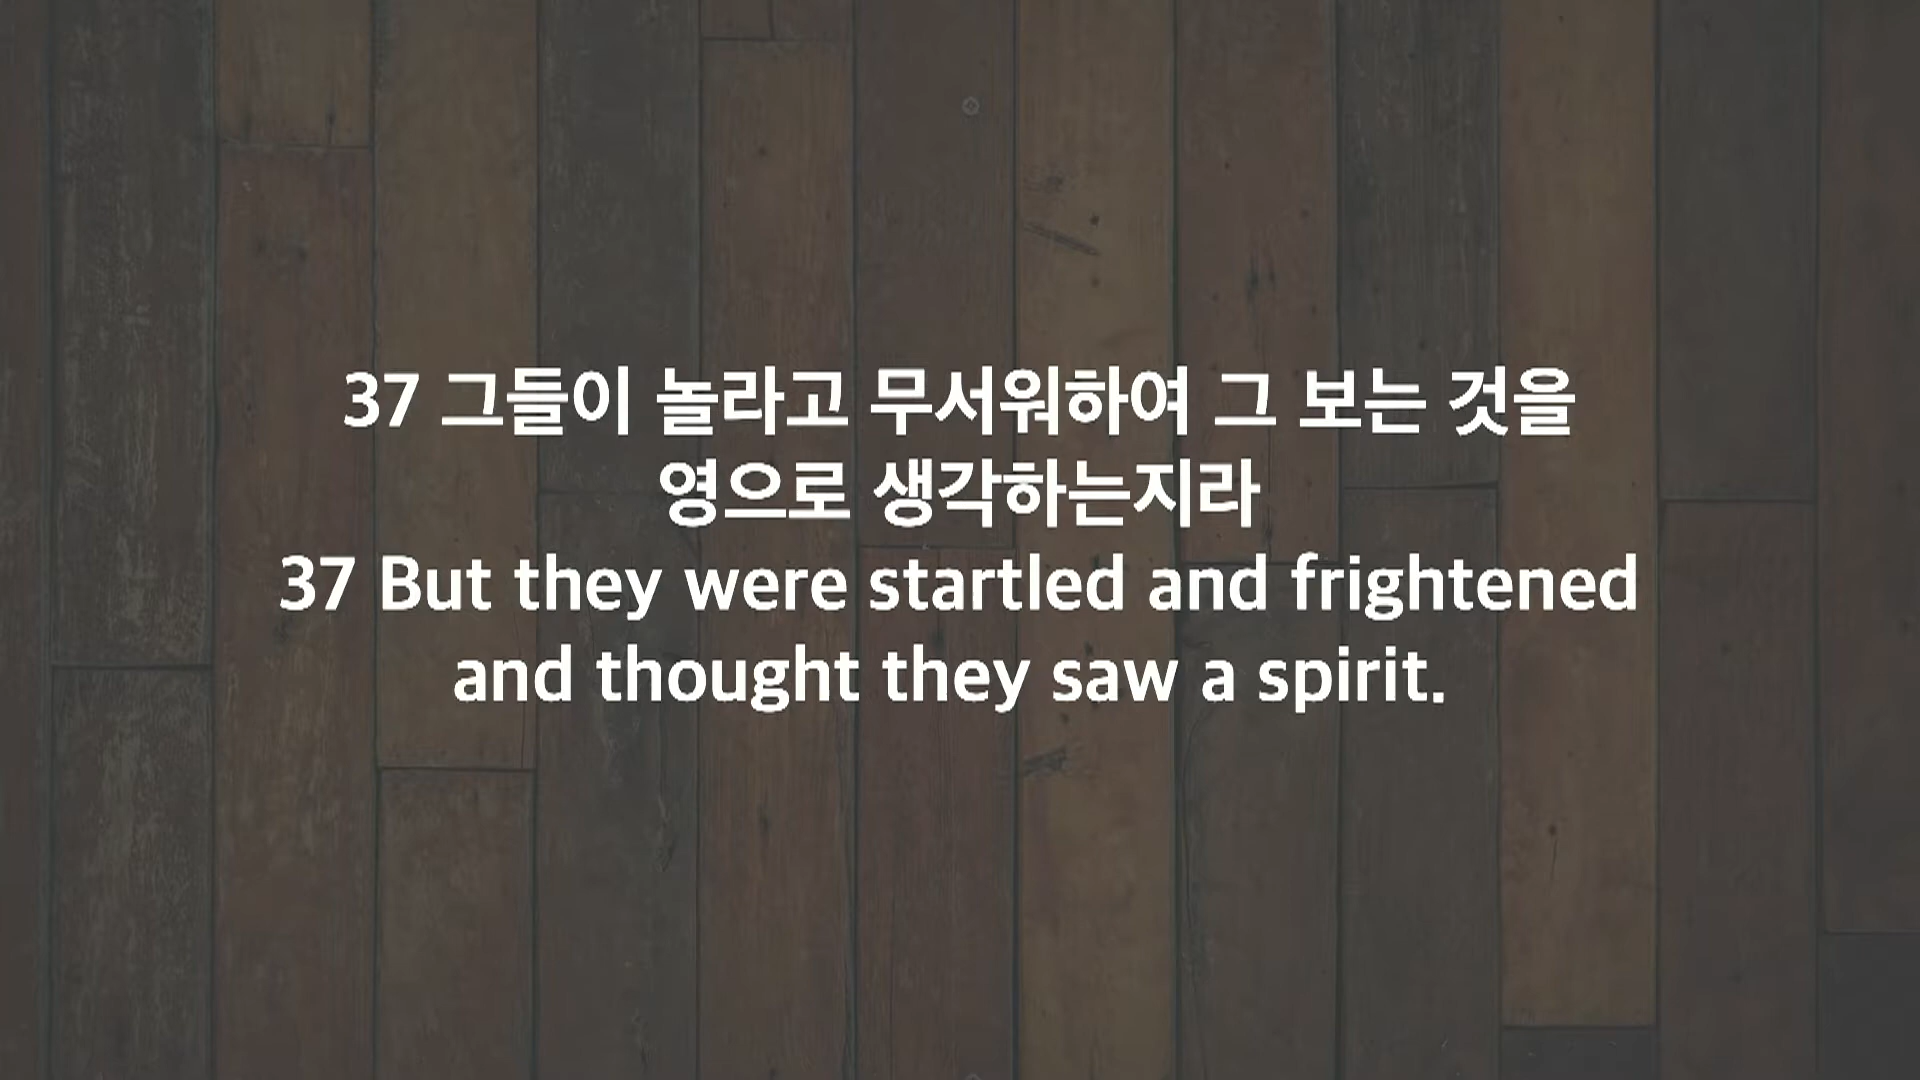 37 그들이 놀라고 무서워하여 그 보는 것을
영으로 생각하는지라
37 But they were startled and frightened
and thought they saw a spirit.